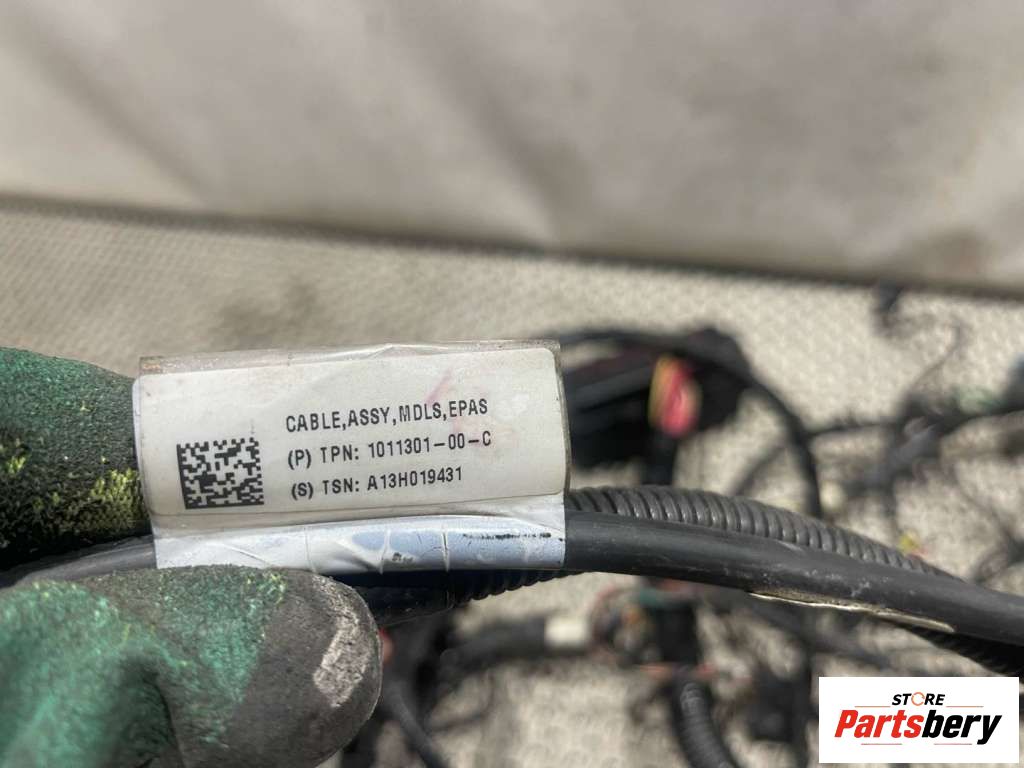 CABLE,ASSY,MDLS,EPAS
(P) TPN: 1011301-00-C
(S) TSN: A13H019431
STORE
Partsbery